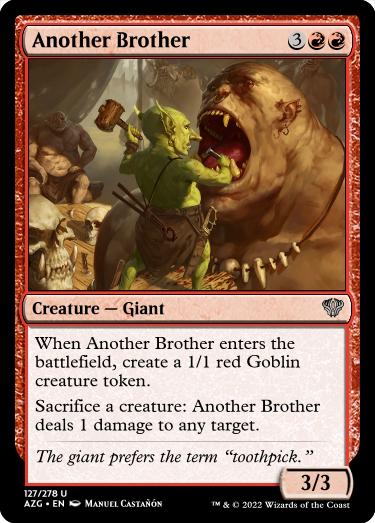 Another Brother 3
Creature — Giant
When Another Brother enters the
battlefield, create a 1/1 red Goblin
creature token.
Sacrifice a creature: Another Brother
deals 1 damage to any target.
The giant prefers the term “toothpick.”
3/3
127/278 U
AZG • EN Manuel Castañón
™ & © 2022 Wizards of the Coast